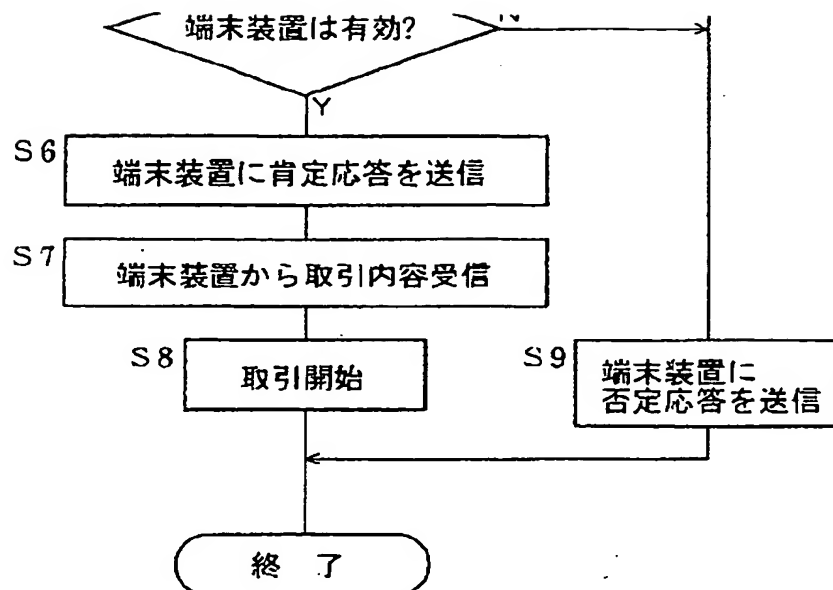 端末装置は有効?
N
Y
S6
端末装置に肯定応答を送信
S7
端末装置から取引内容受信
S8
取引開始
S9
端末装置に
否定応答を送信
終 了